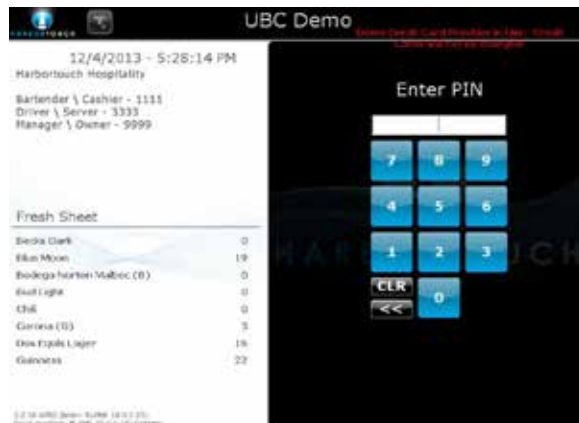 UBC Demo
12/4/2013 - 5:28:14 PM
Harbortouch Hospitality
Bartender \ Cashier - 1111
Driver \ Server - 3333
Manager \ Owner - 9999
Fresh Sheet
Becks Dark 0
Blue Moon 19
Bodega Norton Malbec (B) 0
Bud Light 0
Chili 0
Corona (G) 3
Dos Equis Lager 16
Guinness 22
Enter PIN
7 8 9
4 5 6
1 2 3
CLR
0
<<